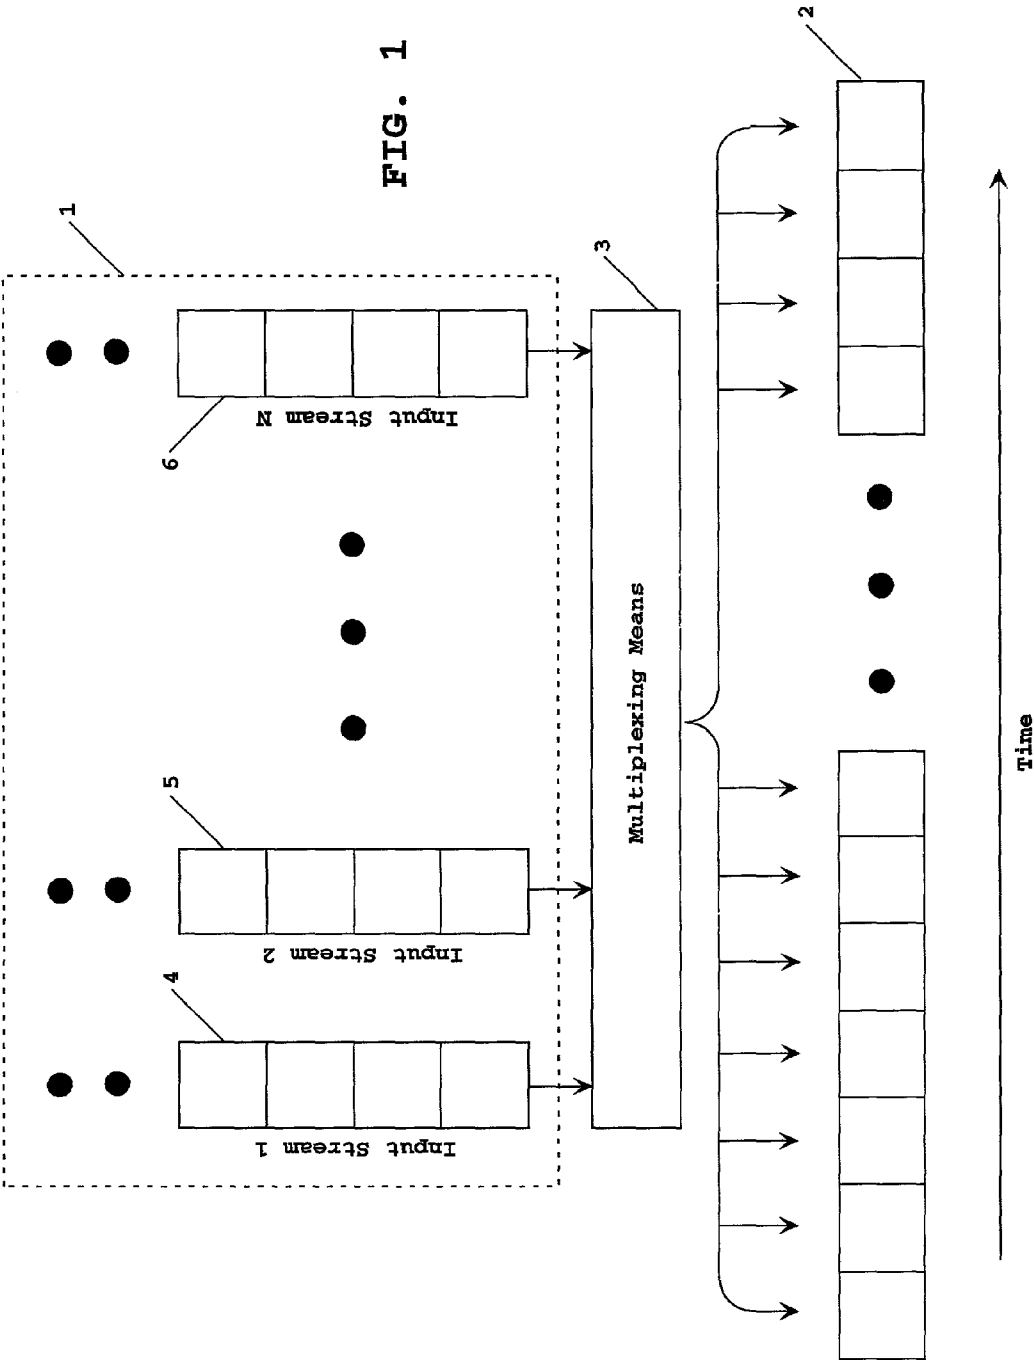 FIG. 1
1
2
3
4
5
6
Input Stream 1
Input Stream 2
Input Stream N
Multiplexing Means
Time